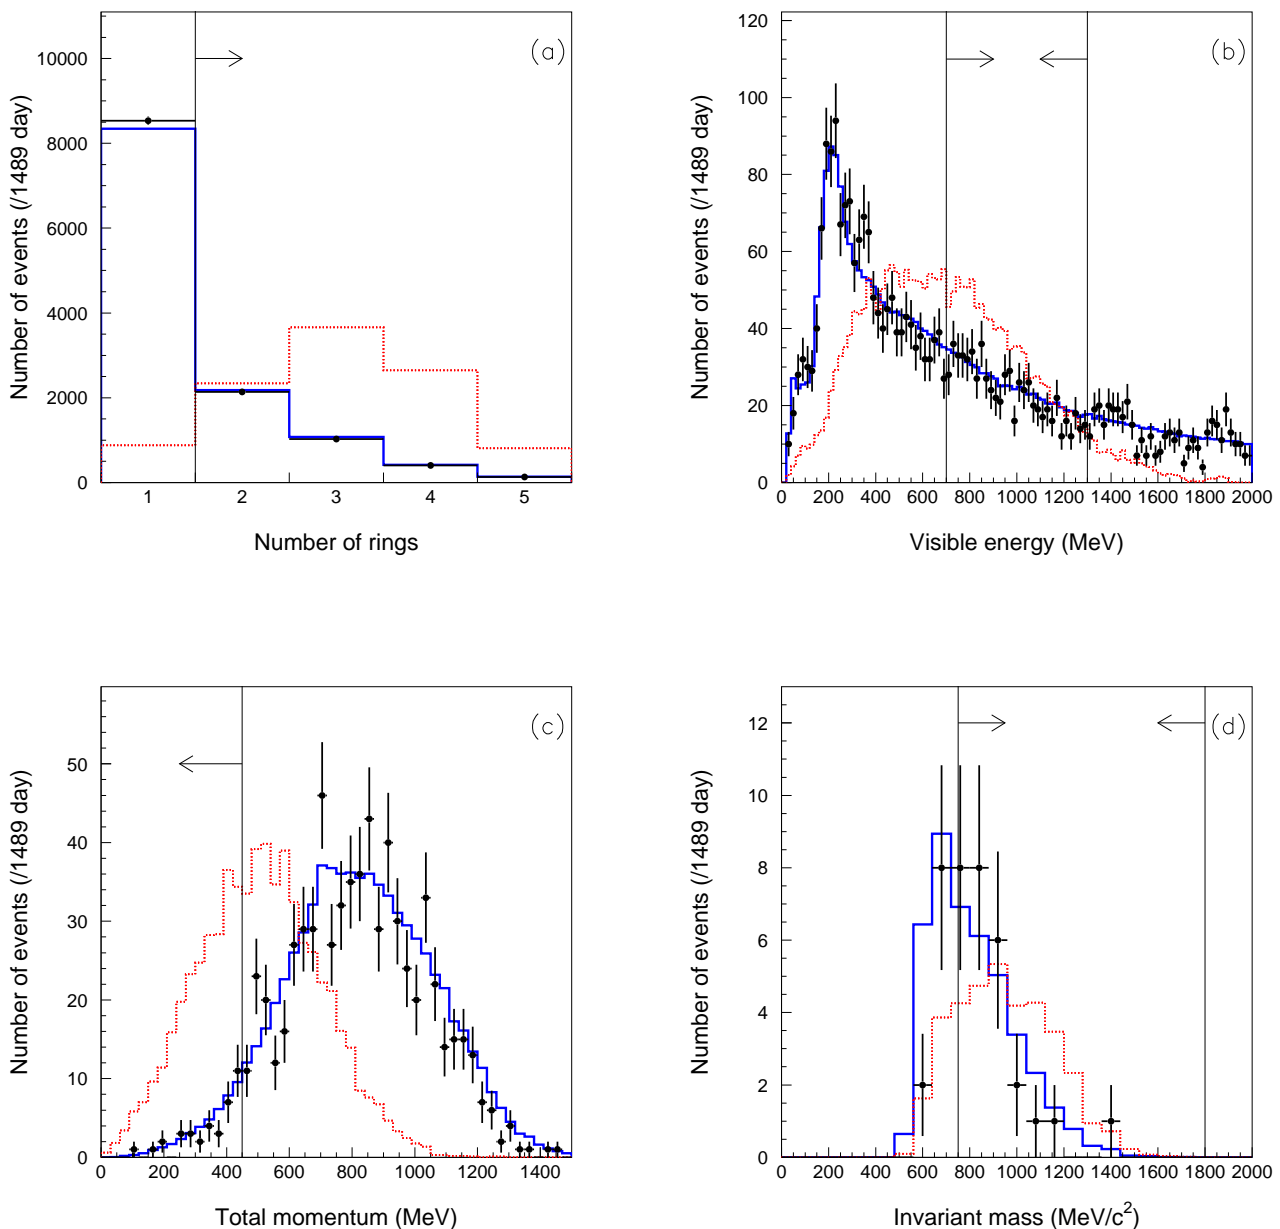 (a)
Number of events (/1489 day)
10000
8000
6000
4000
2000
0
1 2 3 4 5
Number of rings
(b)
Number of events (/1489 day)
120
100
80
60
40
20
0
0 200 400 600 800 1000 1200 1400 1600 1800 2000
Visible energy (MeV)
(c)
Number of events (/1489 day)
50
40
30
20
10
0
0 200 400 600 800 1000 1200 1400
Total momentum (MeV)
(d)
Number of events (/1489 day)
12
10
8
6
4
2
0
0 200 400 600 800 1000 1200 1400 1600 1800 2000
Invariant mass (MeV/c²)